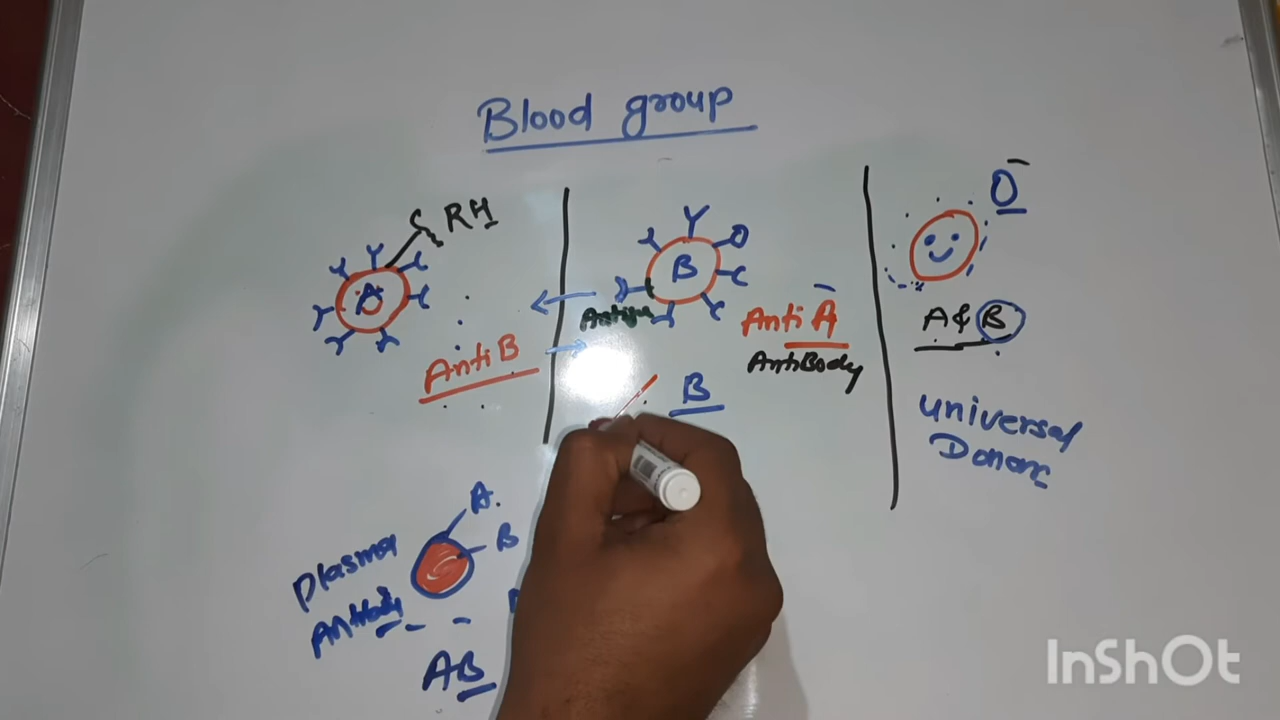 Blood group
RH
A
Anti B
B
Antigen
Anti A
AntiBody
B
O
A & B
universal
Donor
A.
B
Plasma
Antibody
AB
InShOt